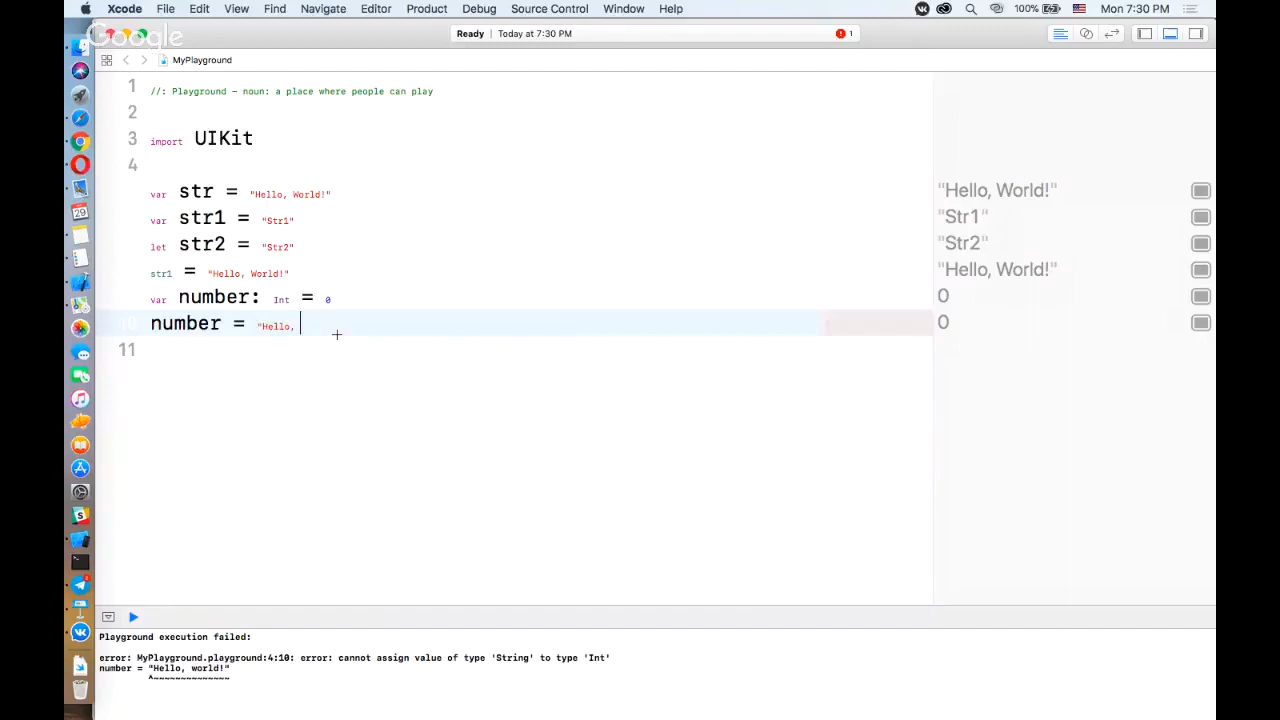 Xcode File Edit View Find Navigate Editor Product Debug Source Control Window Help 100% Mon 7:30 PM
Google
Ready | Today at 7:30 PM 1
MyPlayground
1 //: Playground – noun: a place where people can play
2
3 import UIKit
4
var str = "Hello, World!" "Hello, World!"
var str1 = "Str1" "Str1"
let str2 = "Str2" "Str2"
str1 = "Hello, World!" "Hello, World!"
var number: Int = 0 0
10 number = "Hello, 0
11
29
Playground execution failed:
error: MyPlayground.playground:4:10: error: cannot assign value of type 'String' to type 'Int'
number = "Hello, world!"
^~~~~~~~~~~~~~~